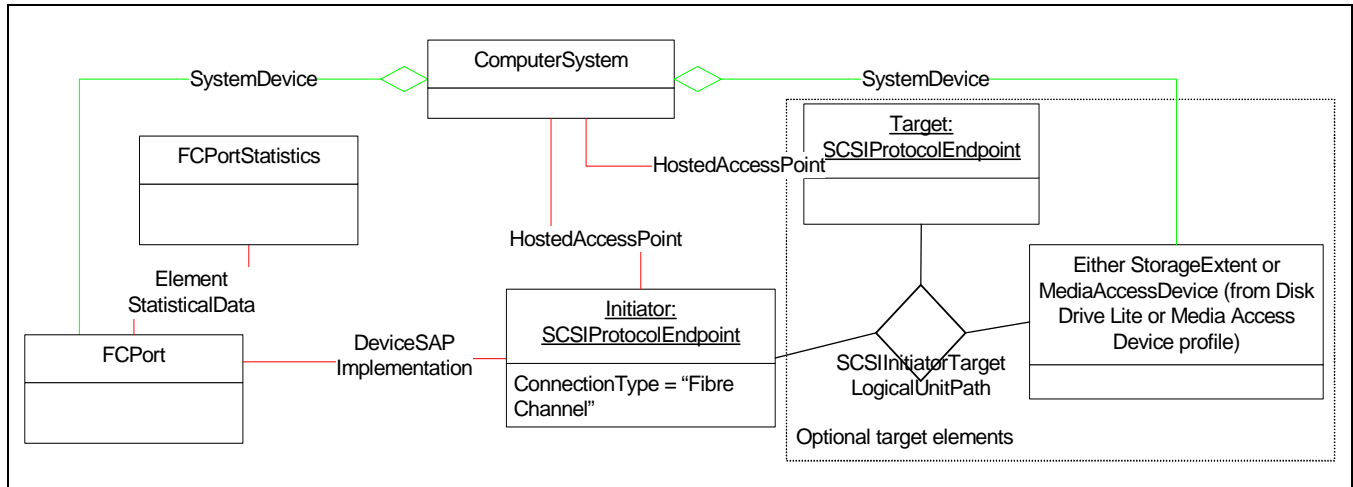 ComputerSystem
SystemDevice
SystemDevice
Target:
SCSIProtocolEndpoint
FCPortStatistics
HostedAccessPoint
HostedAccessPoint
Element
StatisticalData
Either StorageExtent or
MediaAccessDevice (from Disk
Drive Lite or Media Access
Device profile)
Initiator:
SCSIProtocolEndpoint
FCPort
DeviceSAP
Implementation
SCSIInitiatorTarget
LogicalUnitPath
ConnectionType = “Fibre
Channel”
Optional target elements